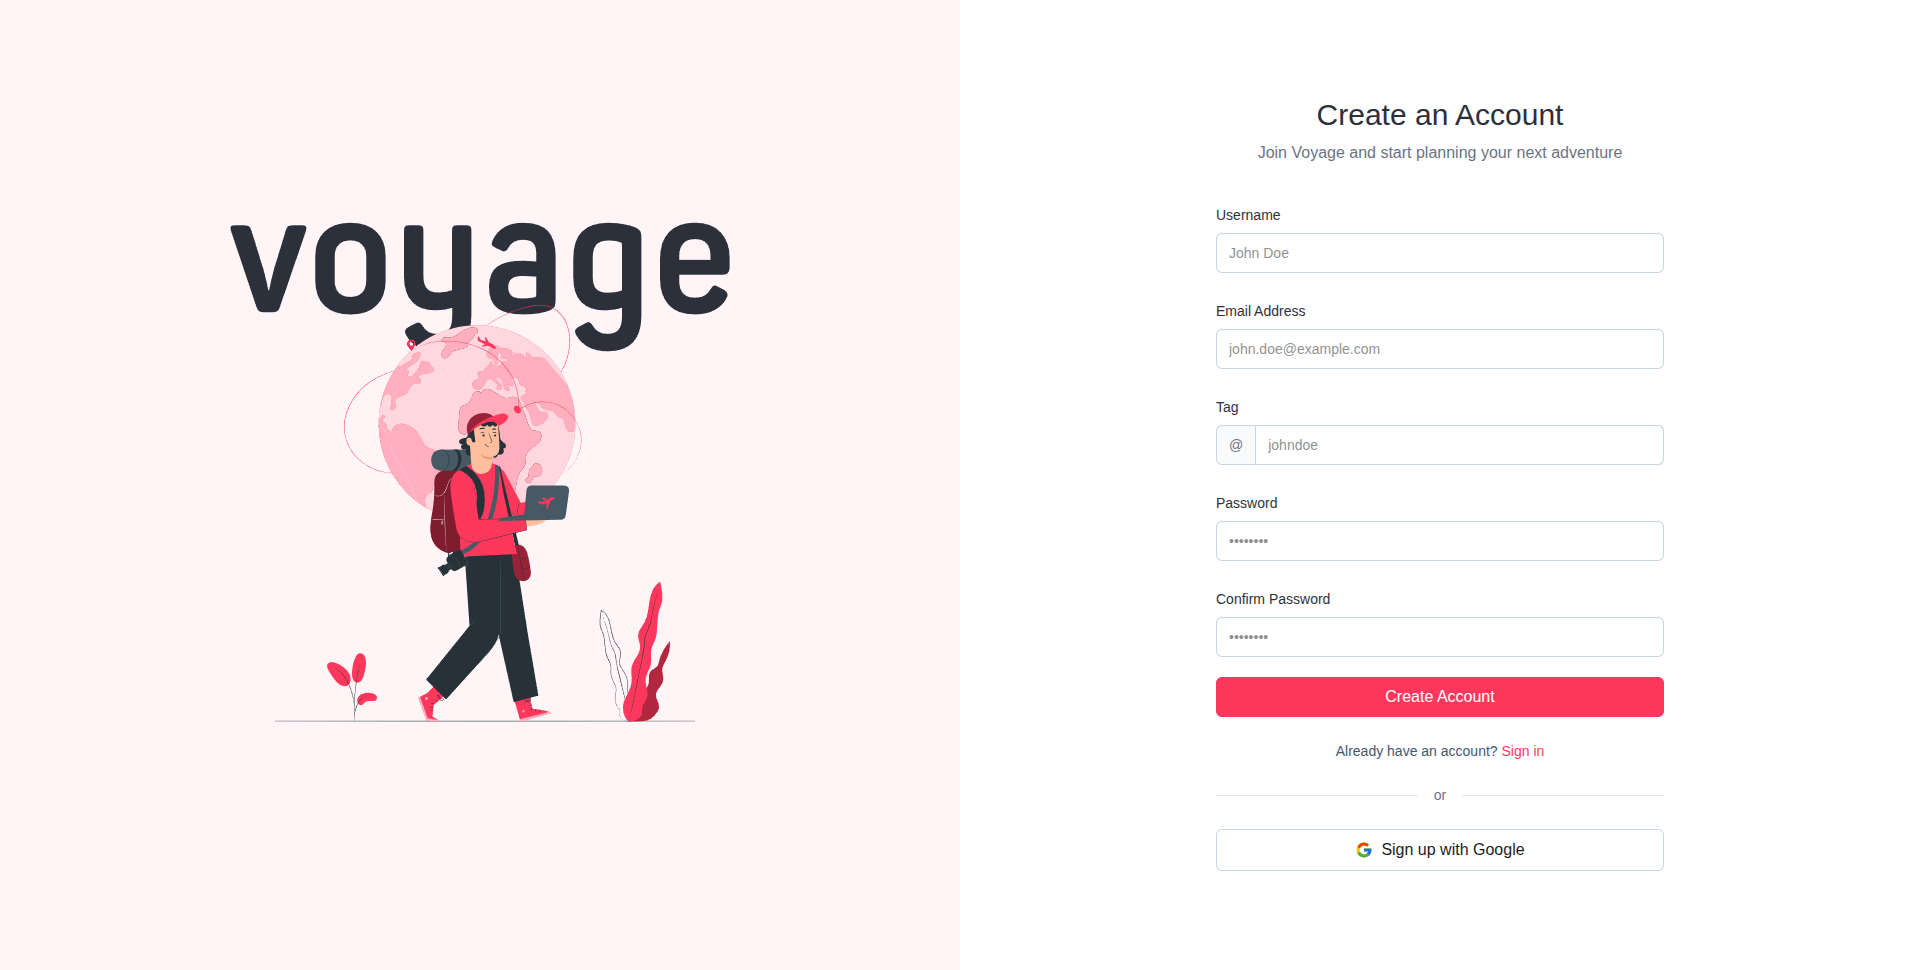 voyage
Create an Account
Join Voyage and start planning your next adventure
Username
John Doe
Email Address
john.doe@example.com
Tag
@ johndoe
Password
••••••••
Confirm Password
••••••••
Create Account
Already have an account? Sign in
or
Sign up with Google